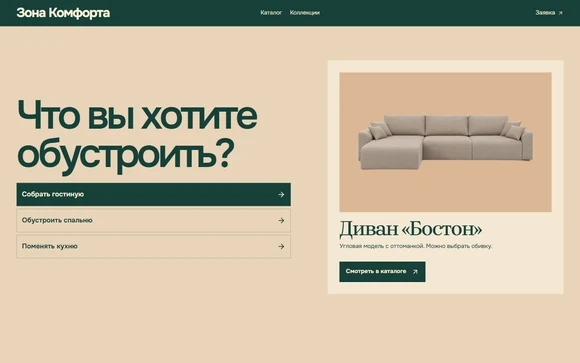 Зона Комфорта
Каталог Коллекции
Заявка
Что вы хотите
обустроить?
Собрать гостиную
Обустроить спальню
Поменять кухню
Диван «Бостон»
Угловая модель с оттоманкой. Можно выбрать обивку.
Смотреть в каталоге